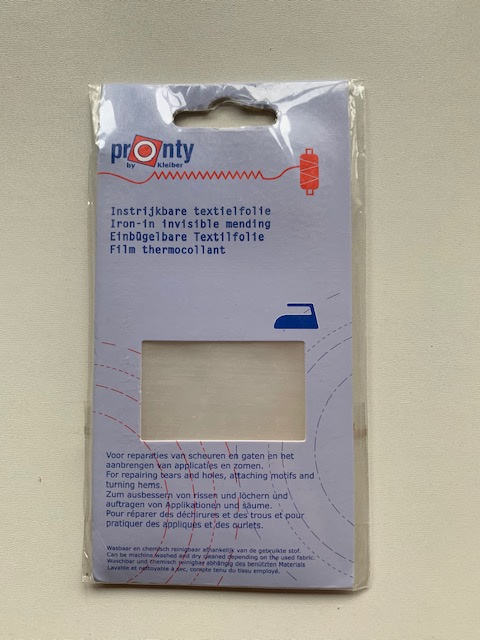 pronty
by Kleiber
Instrijkbare textielfolie
Iron-in invisible mending
Einbügelbare Textilfolie
Film thermocollant
Voor reparaties van scheuren en gaten en het
aanbrengen van applicaties en zomen.
For repairing tears and holes, attaching motifs and
turning hems.
Zum ausbessern von rissen und löchern und
auftragen von Applikationen und säume.
Pour réparer des déchirures et des trous et pour
pratiquer des appliques et des ourlets.
Wasbaar en chemisch reinigbaar afhankelijk van de gebruikte stof.
Can be machine washed and dry cleaned depending on the used fabric.
Waschbar und chemisch reinigbar abhängig des benützten Materials
Lavable et nettoyable à sec, compte tenu du tissu employé.